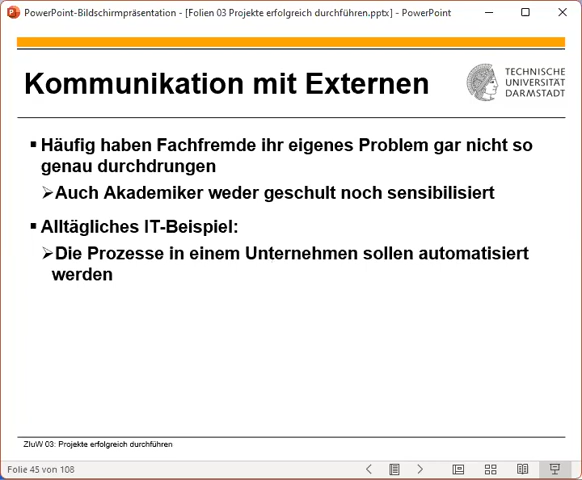 PowerPoint-Bildschirmpräsentation - [Folien 03 Projekte erfolgreich durchführen.pptx] - PowerPoint
Kommunikation mit Externen
TECHNISCHE
UNIVERSITÄT
DARMSTADT
▪ Häufig haben Fachfremde ihr eigenes Problem gar nicht so
genau durchdrungen
➢Auch Akademiker weder geschult noch sensibilisiert
▪ Alltägliches IT-Beispiel:
➢Die Prozesse in einem Unternehmen sollen automatisiert
werden
ZIuW 03: Projekte erfolgreich durchführen
Folie 45 von 108